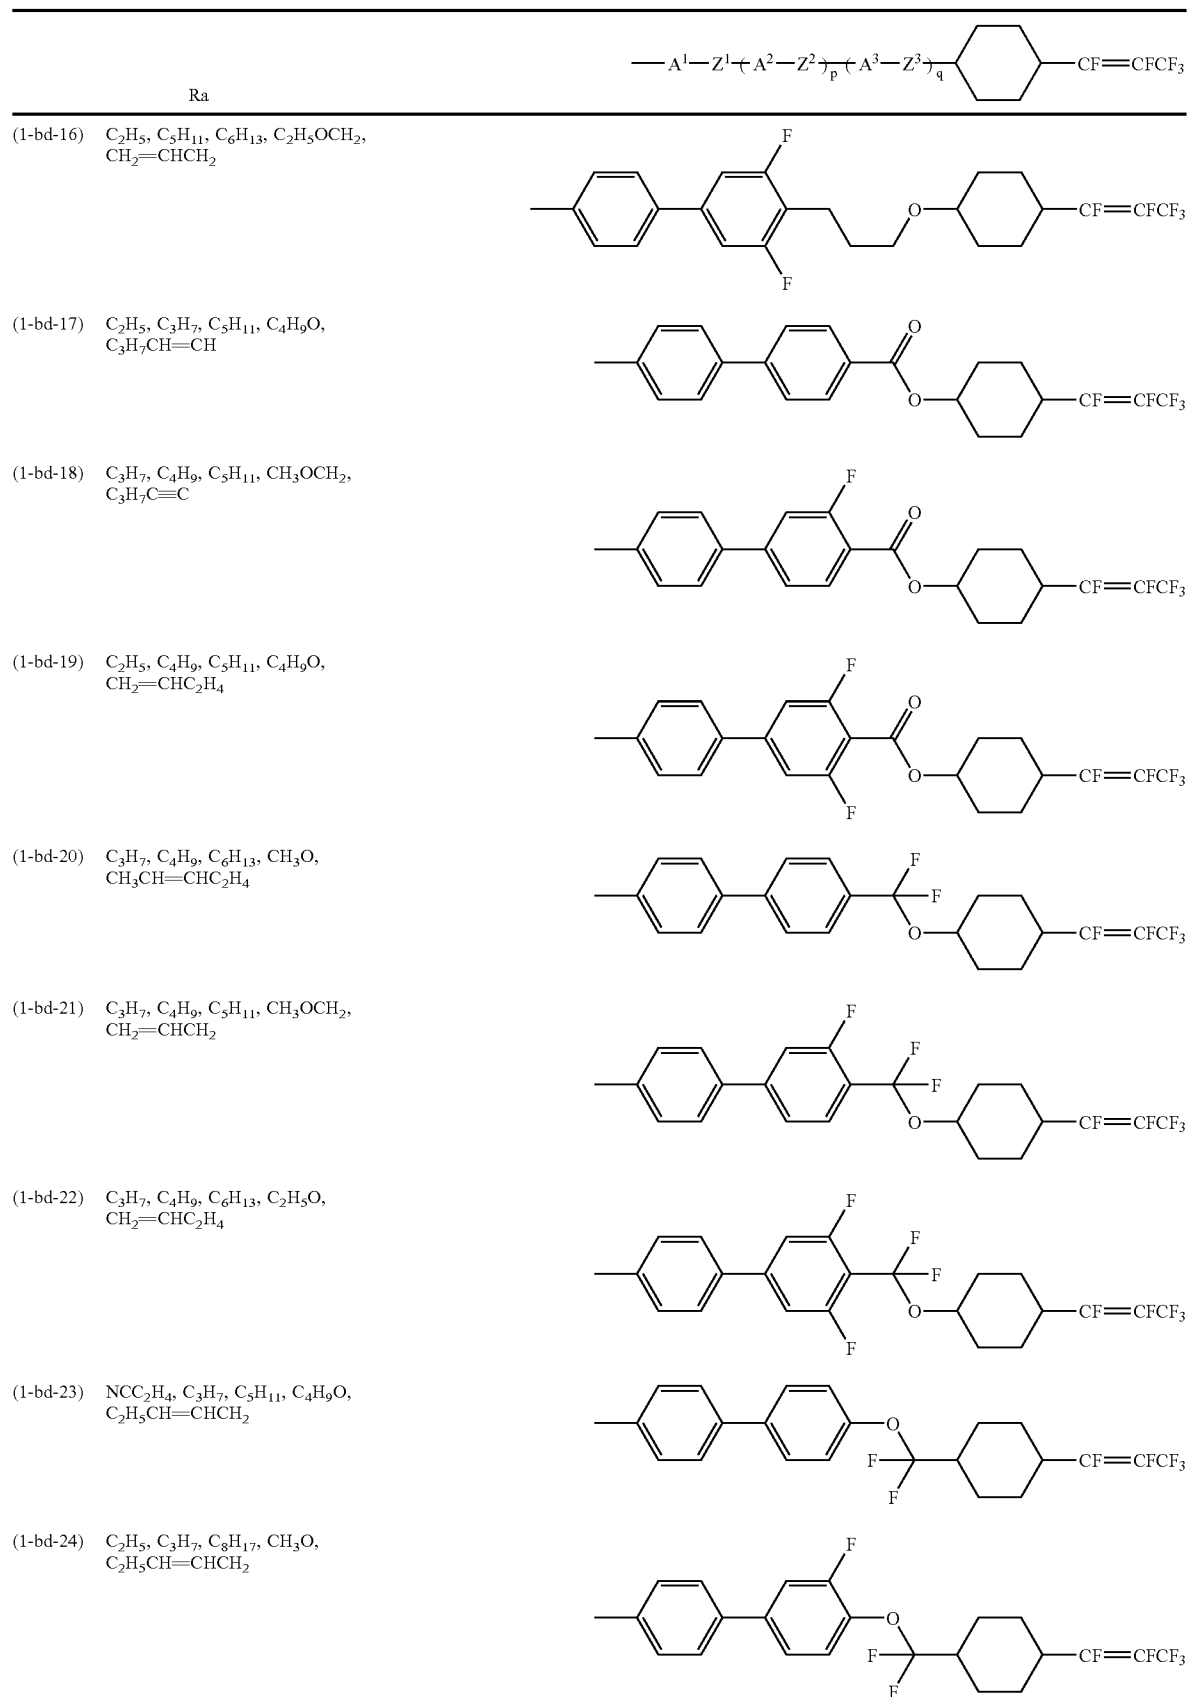 —A¹—Z¹—(A²—Z²)p—(A³—Z³)q— —CF=CFCF₃
Ra
(1-bd-16) C₂H₅, C₅H₁₁, C₆H₁₃, C₂H₅OCH₂,
CH₂=CHCH₂
F
O
CF=CFCF₃
F
(1-bd-17) C₂H₅, C₃H₇, C₅H₁₁, C₄H₉O,
C₃H₇CH=CH
O
O
CF=CFCF₃
(1-bd-18) C₃H₇, C₄H₉, C₅H₁₁, CH₃OCH₂,
C₃H₇C≡C
F
O
O
CF=CFCF₃
(1-bd-19) C₂H₅, C₄H₉, C₅H₁₁, C₄H₉O,
CH₂=CHC₂H₄
F
O
O
CF=CFCF₃
F
(1-bd-20) C₃H₇, C₄H₉, C₆H₁₃, CH₃O,
CH₃CH=CHC₂H₄
F
F
O
CF=CFCF₃
(1-bd-21) C₃H₇, C₄H₉, C₅H₁₁, CH₃OCH₂,
CH₂=CHCH₂
F
F
F
O
CF=CFCF₃
(1-bd-22) C₃H₇, C₄H₉, C₆H₁₃, C₂H₅O,
CH₂=CHC₂H₄
F
F
F
O
CF=CFCF₃
F
(1-bd-23) NCC₂H₄, C₃H₇, C₅H₁₁, C₄H₉O,
C₂H₅CH=CHCH₂
O
F
CF=CFCF₃
F
(1-bd-24) C₂H₅, C₃H₇, C₈H₁₇, CH₃O,
C₂H₅CH=CHCH₂
F
O
F
CF=CFCF₃
F